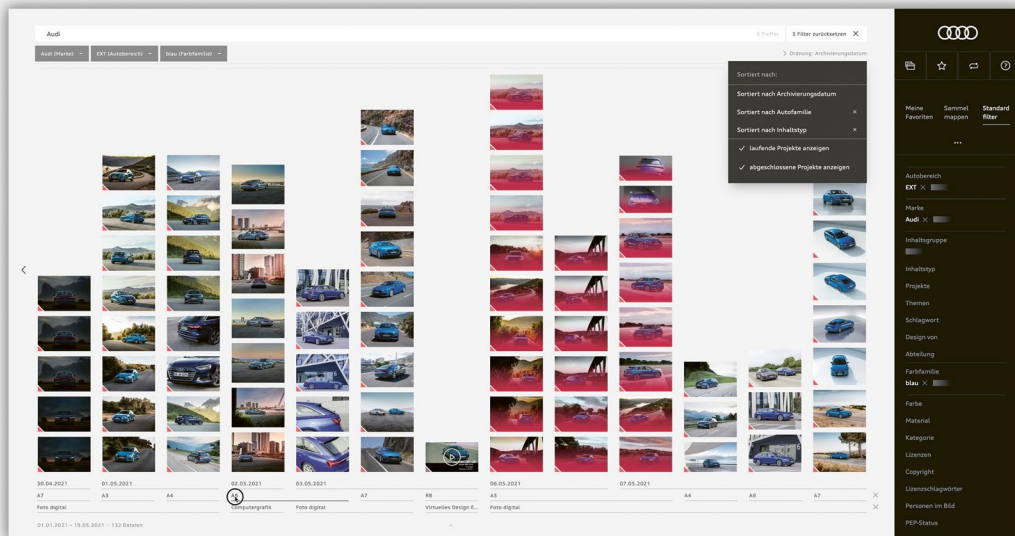 Audi
5 Filter zurücksetzen ×
Audi (Marke) EXT (Autobereich) blau (Farbfamilie)
Ordnung: Archivierungsdatum
Sortiert nach:
Sortiert nach Archivierungsdatum
Sortiert nach Autofamilie ×
Sortiert nach Inhaltstyp ×
✓ laufende Projekte anzeigen
✓ abgeschlossene Projekte anzeigen
30.04.2021 01.05.2021 02.05.2021 03.05.2021 06.05.2021 07.05.2021
A7 A3 A4 A7 R8 A3 A4 A8 A7
Foto digital Computergrafik Foto digital Virtuelles Design E... Foto digital
01.01.2021 • 19.05.2021 · 132 Dateien
Meine Favoriten
Sammel mappen
Standard filter
Autobereich
EXT ×
Marke
Audi ×
Inhaltsgruppe
Inhaltstyp
Projekte
Themen
Schlagwort
Design von
Abteilung
Farbfamilie
blau ×
Farbe
Material
Kategorie
Lizenzen
Copyright
Lizenzschlagwörter
Personen im Bild
PEP-Status